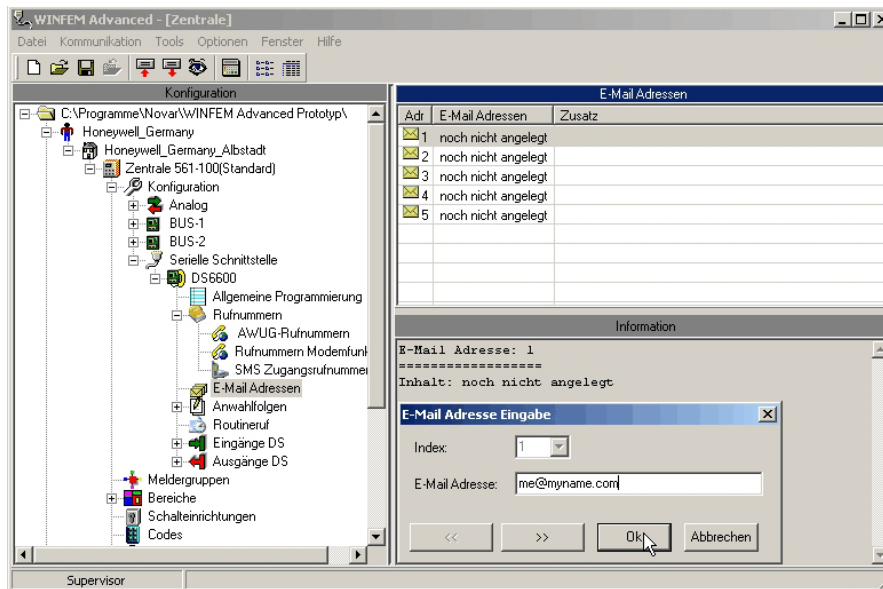 WINFEM Advanced - [Zentrale]
Datei Kommunikation Tools Optionen Fenster Hilfe
Konfiguration
C:\Programme\Novar\WINFEM Advanced Prototyp\
Honeywell_Germany
Honeywell_Germany_Albstadt
Zentrale 561-100(Standard)
Konfiguration
Analog
BUS-1
BUS-2
Serielle Schnittstelle
DS6600
Allgemeine Programmierung
Rufnummern
AWUG-Rufnummern
Rufnummern Modemfunk
SMS Zugangsrufnummer
E-Mail Adressen
Anwahlfolgen
Routineruf
Eingänge DS
Ausgänge DS
Meldergruppen
Bereiche
Schalteinrichtungen
Codes
E-Mail Adressen
Adr E-Mail Adressen Zusatz
1 noch nicht angelegt
2 noch nicht angelegt
3 noch nicht angelegt
4 noch nicht angelegt
5 noch nicht angelegt
Information
E-Mail Adresse: 1
===================
Inhalt: noch nicht angelegt
E-Mail Adresse Eingabe
Index: 1
E-Mail Adresse: me@myname.com
<< >> Ok Abbrechen
Supervisor